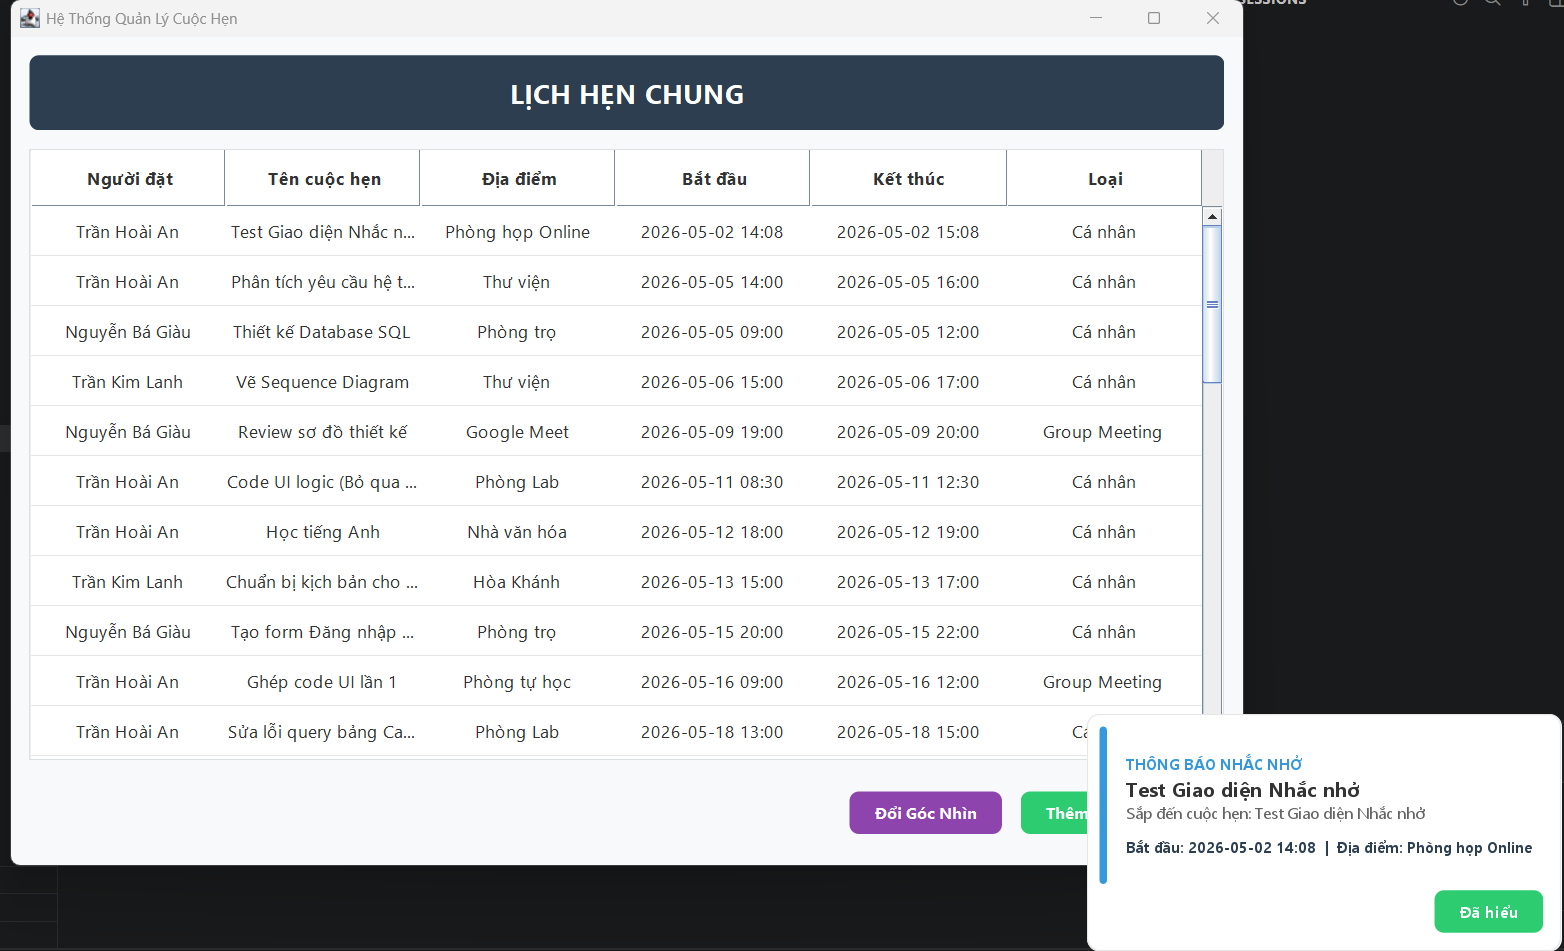 SESSIONS
Hệ Thống Quản Lý Cuộc Hẹn
LỊCH HẸN CHUNG
Người đặt Tên cuộc hẹn Địa điểm Bắt đầu Kết thúc Loại
Trần Hoài An Test Giao diện Nhắc n... Phòng họp Online 2026-05-02 14:08 2026-05-02 15:08 Cá nhân
Trần Hoài An Phân tích yêu cầu hệ t... Thư viện 2026-05-05 14:00 2026-05-05 16:00 Cá nhân
Nguyễn Bá Giàu Thiết kế Database SQL Phòng trọ 2026-05-05 09:00 2026-05-05 12:00 Cá nhân
Trần Kim Lanh Vẽ Sequence Diagram Thư viện 2026-05-06 15:00 2026-05-06 17:00 Cá nhân
Nguyễn Bá Giàu Review sơ đồ thiết kế Google Meet 2026-05-09 19:00 2026-05-09 20:00 Group Meeting
Trần Hoài An Code UI logic (Bỏ qua ... Phòng Lab 2026-05-11 08:30 2026-05-11 12:30 Cá nhân
Trần Hoài An Học tiếng Anh Nhà văn hóa 2026-05-12 18:00 2026-05-12 19:00 Cá nhân
Trần Kim Lanh Chuẩn bị kịch bản cho ... Hòa Khánh 2026-05-13 15:00 2026-05-13 17:00 Cá nhân
Nguyễn Bá Giàu Tạo form Đăng nhập ... Phòng trọ 2026-05-15 20:00 2026-05-15 22:00 Cá nhân
Trần Hoài An Ghép code UI lần 1 Phòng tự học 2026-05-16 09:00 2026-05-16 12:00 Group Meeting
Trần Hoài An Sửa lỗi query bảng Ca... Phòng Lab 2026-05-18 13:00 2026-05-18 15:00 Cá
Đổi Góc Nhìn Thêm
THÔNG BÁO NHẮC NHỞ
Test Giao diện Nhắc nhở
Sắp đến cuộc hẹn: Test Giao diện Nhắc nhở
Bắt đầu: 2026-05-02 14:08 | Địa điểm: Phòng họp Online
Đã hiểu